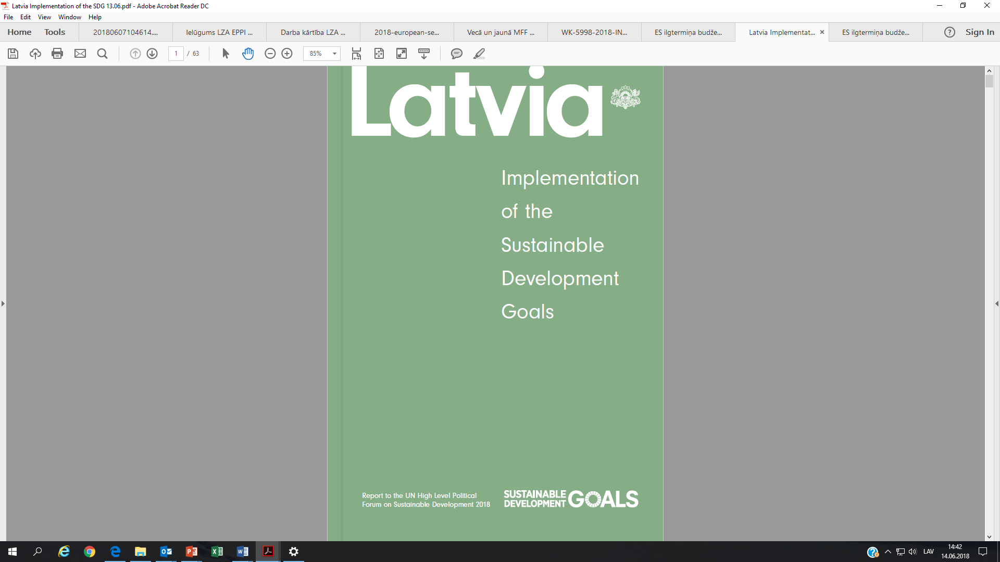 Latvia Implementation of the SDG 13.06.pdf - Adobe Acrobat Reader DC
File Edit View Window Help
Home Tools 20180607104614.... Ielūgums LZA EPPI ... Darba kārtība LZA ... 2018-european-se... Vecā un jaunā MFF ... WK-5998-2018-IN... ES ilgtermiņa budže... Latvia Implementat... × ES ilgtermiņa budže... ? Sign In
1 / 63 85%
Latvia
Implementation
of the
Sustainable
Development
Goals
Report to the UN High Level Political
Forum on Sustainable Development 2018
SUSTAINABLE
DEVELOPMENT
GOALS
LAV
14:42
14.06.2018